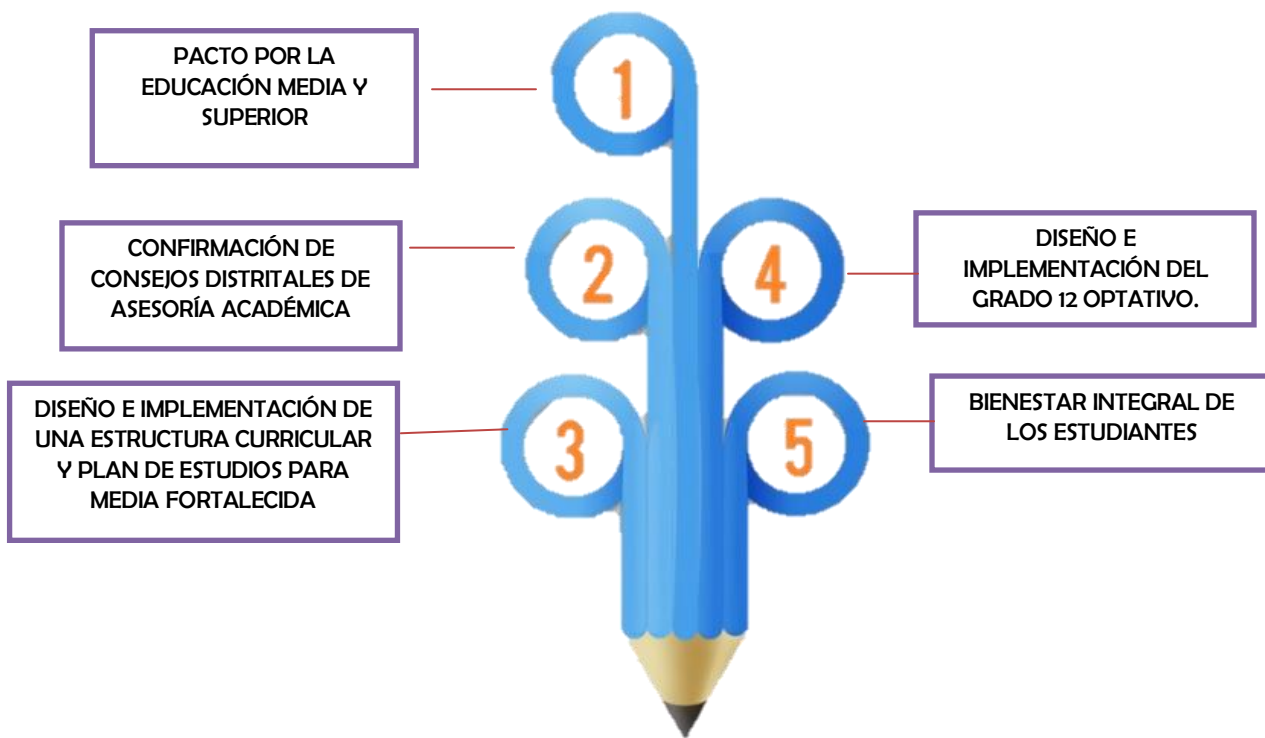 PACTO POR LA
EDUCACIÓN MEDIA Y
SUPERIOR
1
CONFIRMACIÓN DE
CONSEJOS DISTRITALES DE
ASESORÍA ACADÉMICA
2
DISEÑO E IMPLEMENTACIÓN DE
UNA ESTRUCTURA CURRICULAR
Y PLAN DE ESTUDIOS PARA
MEDIA FORTALECIDA
3
4
DISEÑO E
IMPLEMENTACIÓN DEL
GRADO 12 OPTATIVO.
5
BIENESTAR INTEGRAL DE
LOS ESTUDIANTES